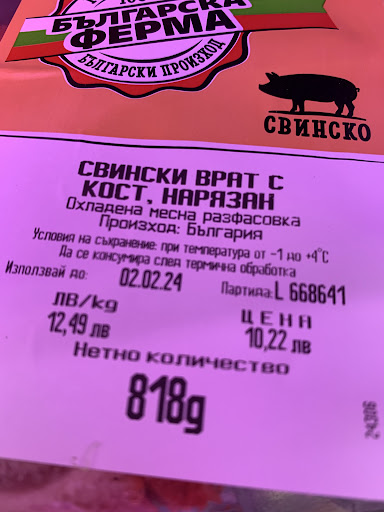 100%
БЪЛГАРСКА
ФЕРМА
БЪЛГАРСКИ ПРОИЗХОД
СВИНСКО
СВИНСКИ ВРАТ С
КОСТ, НАРЯЗАН
Охладена месна разфасовка
Произход: България
Условия на съхранение: при температура от -1 до +4°C
Да се консумира след термична обработка
Използвай до: 02.02.24 Партида: L 668641
ЛВ/kg ЦЕНА
12,49 лв 10,22 лв
Нетно количество
818g